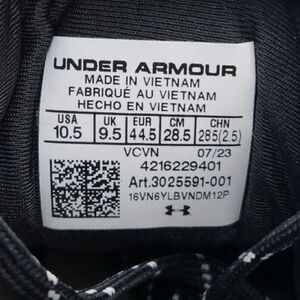 UNDER ARMOUR
MADE IN VIETNAM
FABRIQUÉ AU VIETNAM
HECHO EN VIETNAM
USA UK EUR CM CHN
10.5 9.5 44.5 28.5 285(2.5)
VCVN 07/23
4216229401
Art.3025591-001
16VN6YLBVNDM12P